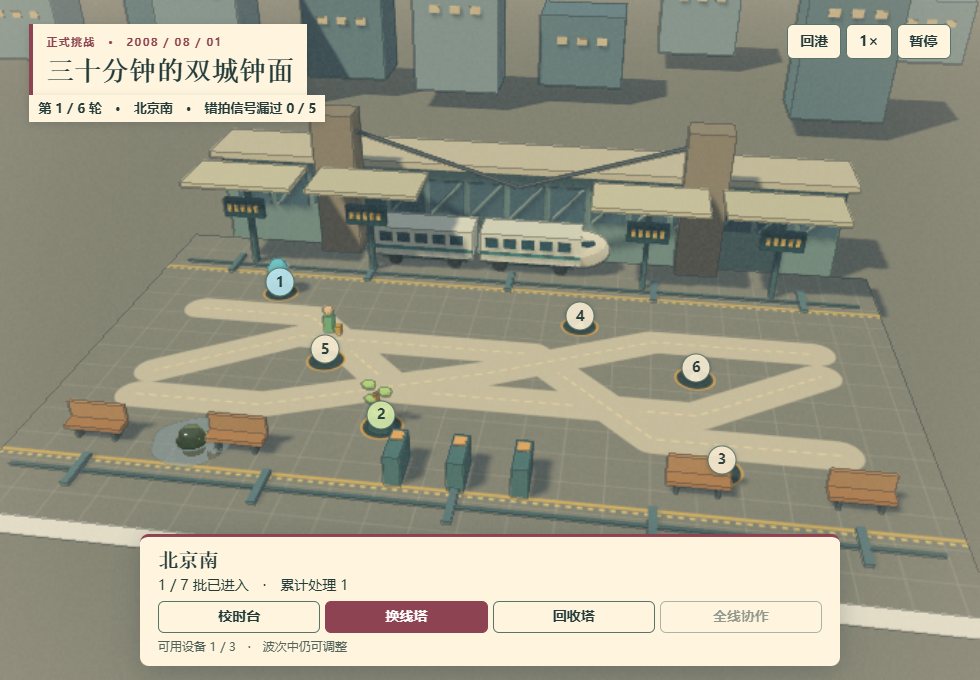 正式挑战 • 2008 / 08 / 01
三十分钟的双城钟面
第 1 / 6 轮 • 北京南 • 错拍信号漏过 0 / 5
回港
1×
暂停
1
4
5
6
2
3
北京南
1 / 7 批已进入 · 累计处理 1
校时台
换线塔
回收塔
全线协作
可用设备 1 / 3 · 波次中仍可调整